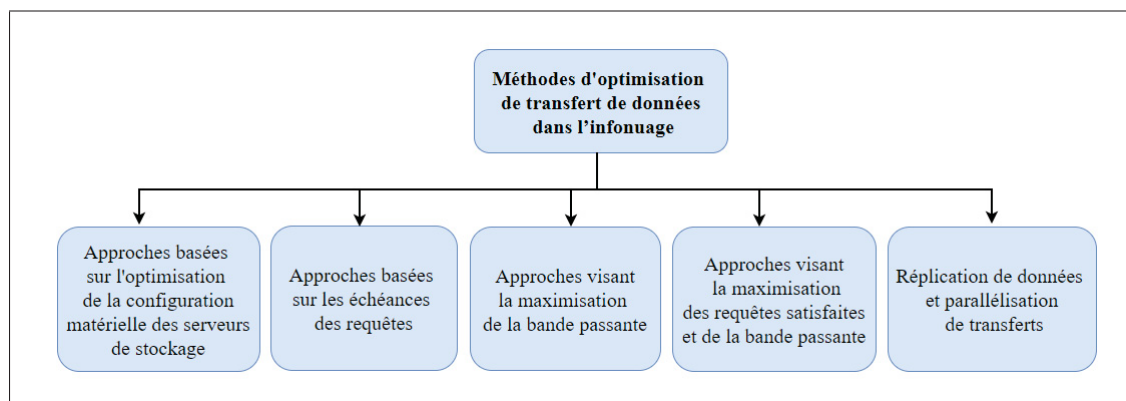 Méthodes d'optimisation
de transfert de données
dans l’infonuage
Approches basées
sur l'optimisation
de la configuration
matérielle des serveurs
de stockage
Approches basées
sur les échéances
des requêtes
Approches visant
la maximisation
de la bande passante
Approches visant
la maximisation
des requêtes satisfaites
et de la bande passante
Réplication de données
et parallélisation
de transferts